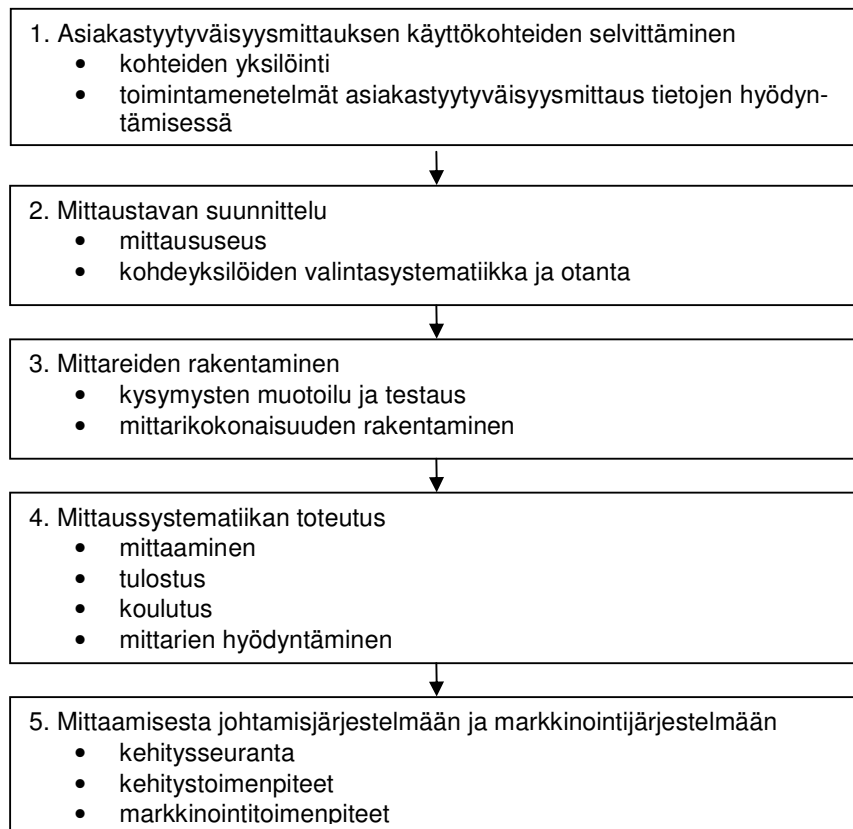 1. Asiakastyytyväisyysmittauksen käyttökohteiden selvittäminen
• kohteiden yksilöinti
• toimintamenetelmät asiakastyytyväisyysmittaus tietojen hyödyn-
tämisessä
2. Mittaustavan suunnittelu
• mittaususeus
• kohdeyksilöiden valintasystematiikka ja otanta
3. Mittareiden rakentaminen
• kysymysten muotoilu ja testaus
• mittarikokonaisuuden rakentaminen
4. Mittaussystematiikan toteutus
• mittaaminen
• tulostus
• koulutus
• mittarien hyödyntäminen
5. Mittaamisesta johtamisjärjestelmään ja markkinointijärjestelmään
• kehitysseuranta
• kehitystoimenpiteet
• markkinointitoimenpiteet